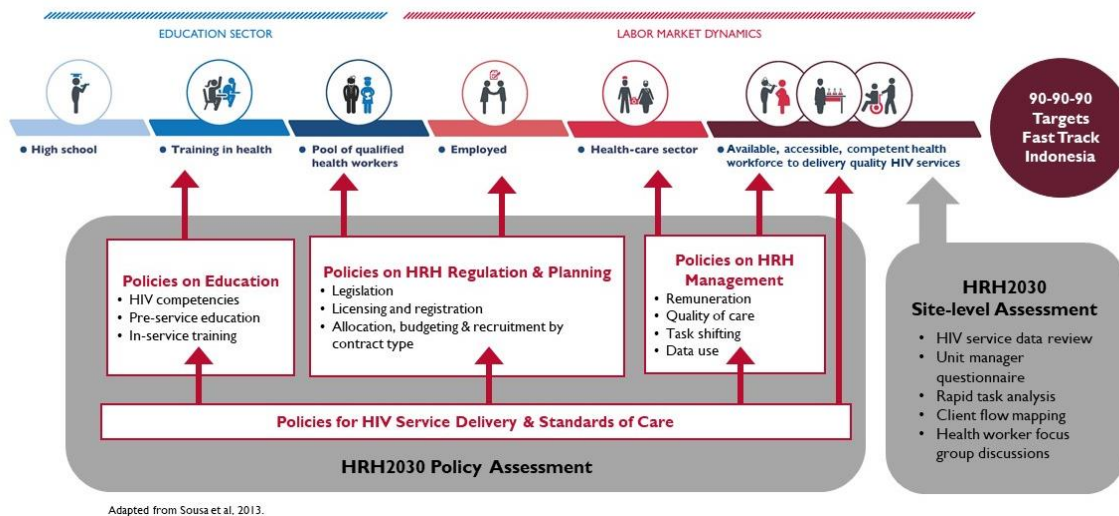 EDUCATION SECTOR
LABOR MARKET DYNAMICS
• High school
• Training in health
• Pool of qualified
health workers
• Employed
• Health-care sector
• Available, accessible, competent health
workforce to delivery quality HIV services
90-90-90
Targets
Fast Track
Indonesia
Policies on Education
• HIV competencies
• Pre-service education
• In-service training
Policies on HRH Regulation & Planning
• Legislation
• Licensing and registration
• Allocation, budgeting & recruitment by
contract type
Policies on HRH
Management
• Remuneration
• Quality of care
• Task shifting
• Data use
Policies for HIV Service Delivery & Standards of Care
HRH2030 Policy Assessment
HRH2030
Site-level Assessment
• HIV service data review
• Unit manager
questionnaire
• Rapid task analysis
• Client flow mapping
• Health worker focus
group discussions
Adapted from Sousa et al, 2013.